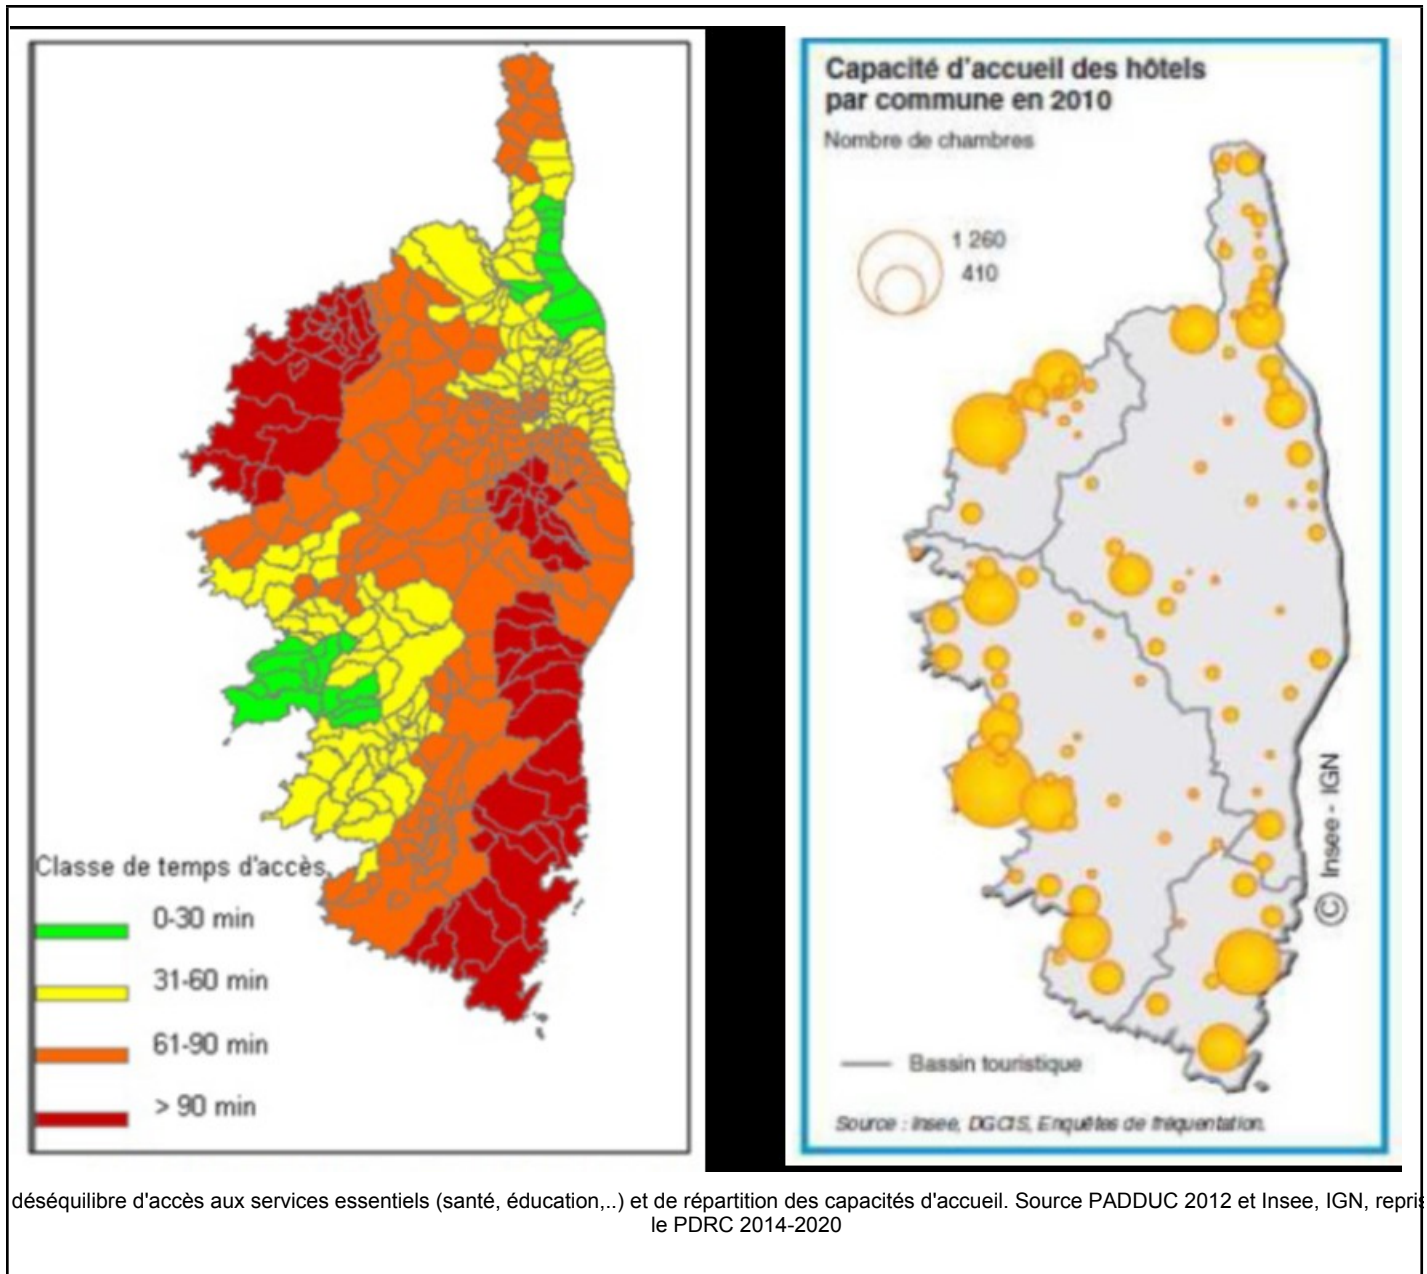 Classe de temps d'accès
0-30 min
31-60 min
61-90 min
> 90 min
Capacité d'accueil des hôtels
par commune en 2010
Nombre de chambres
1 260
410
© Insee - IGN
Bassin touristique
Source : Insee, DGCIS, Enquêtes de fréquentation.
déséquilibre d'accès aux services essentiels (santé, éducation,..) et de répartition des capacités d'accueil. Source PADDUC 2012 et Insee, IGN, repris
le PDRC 2014-2020